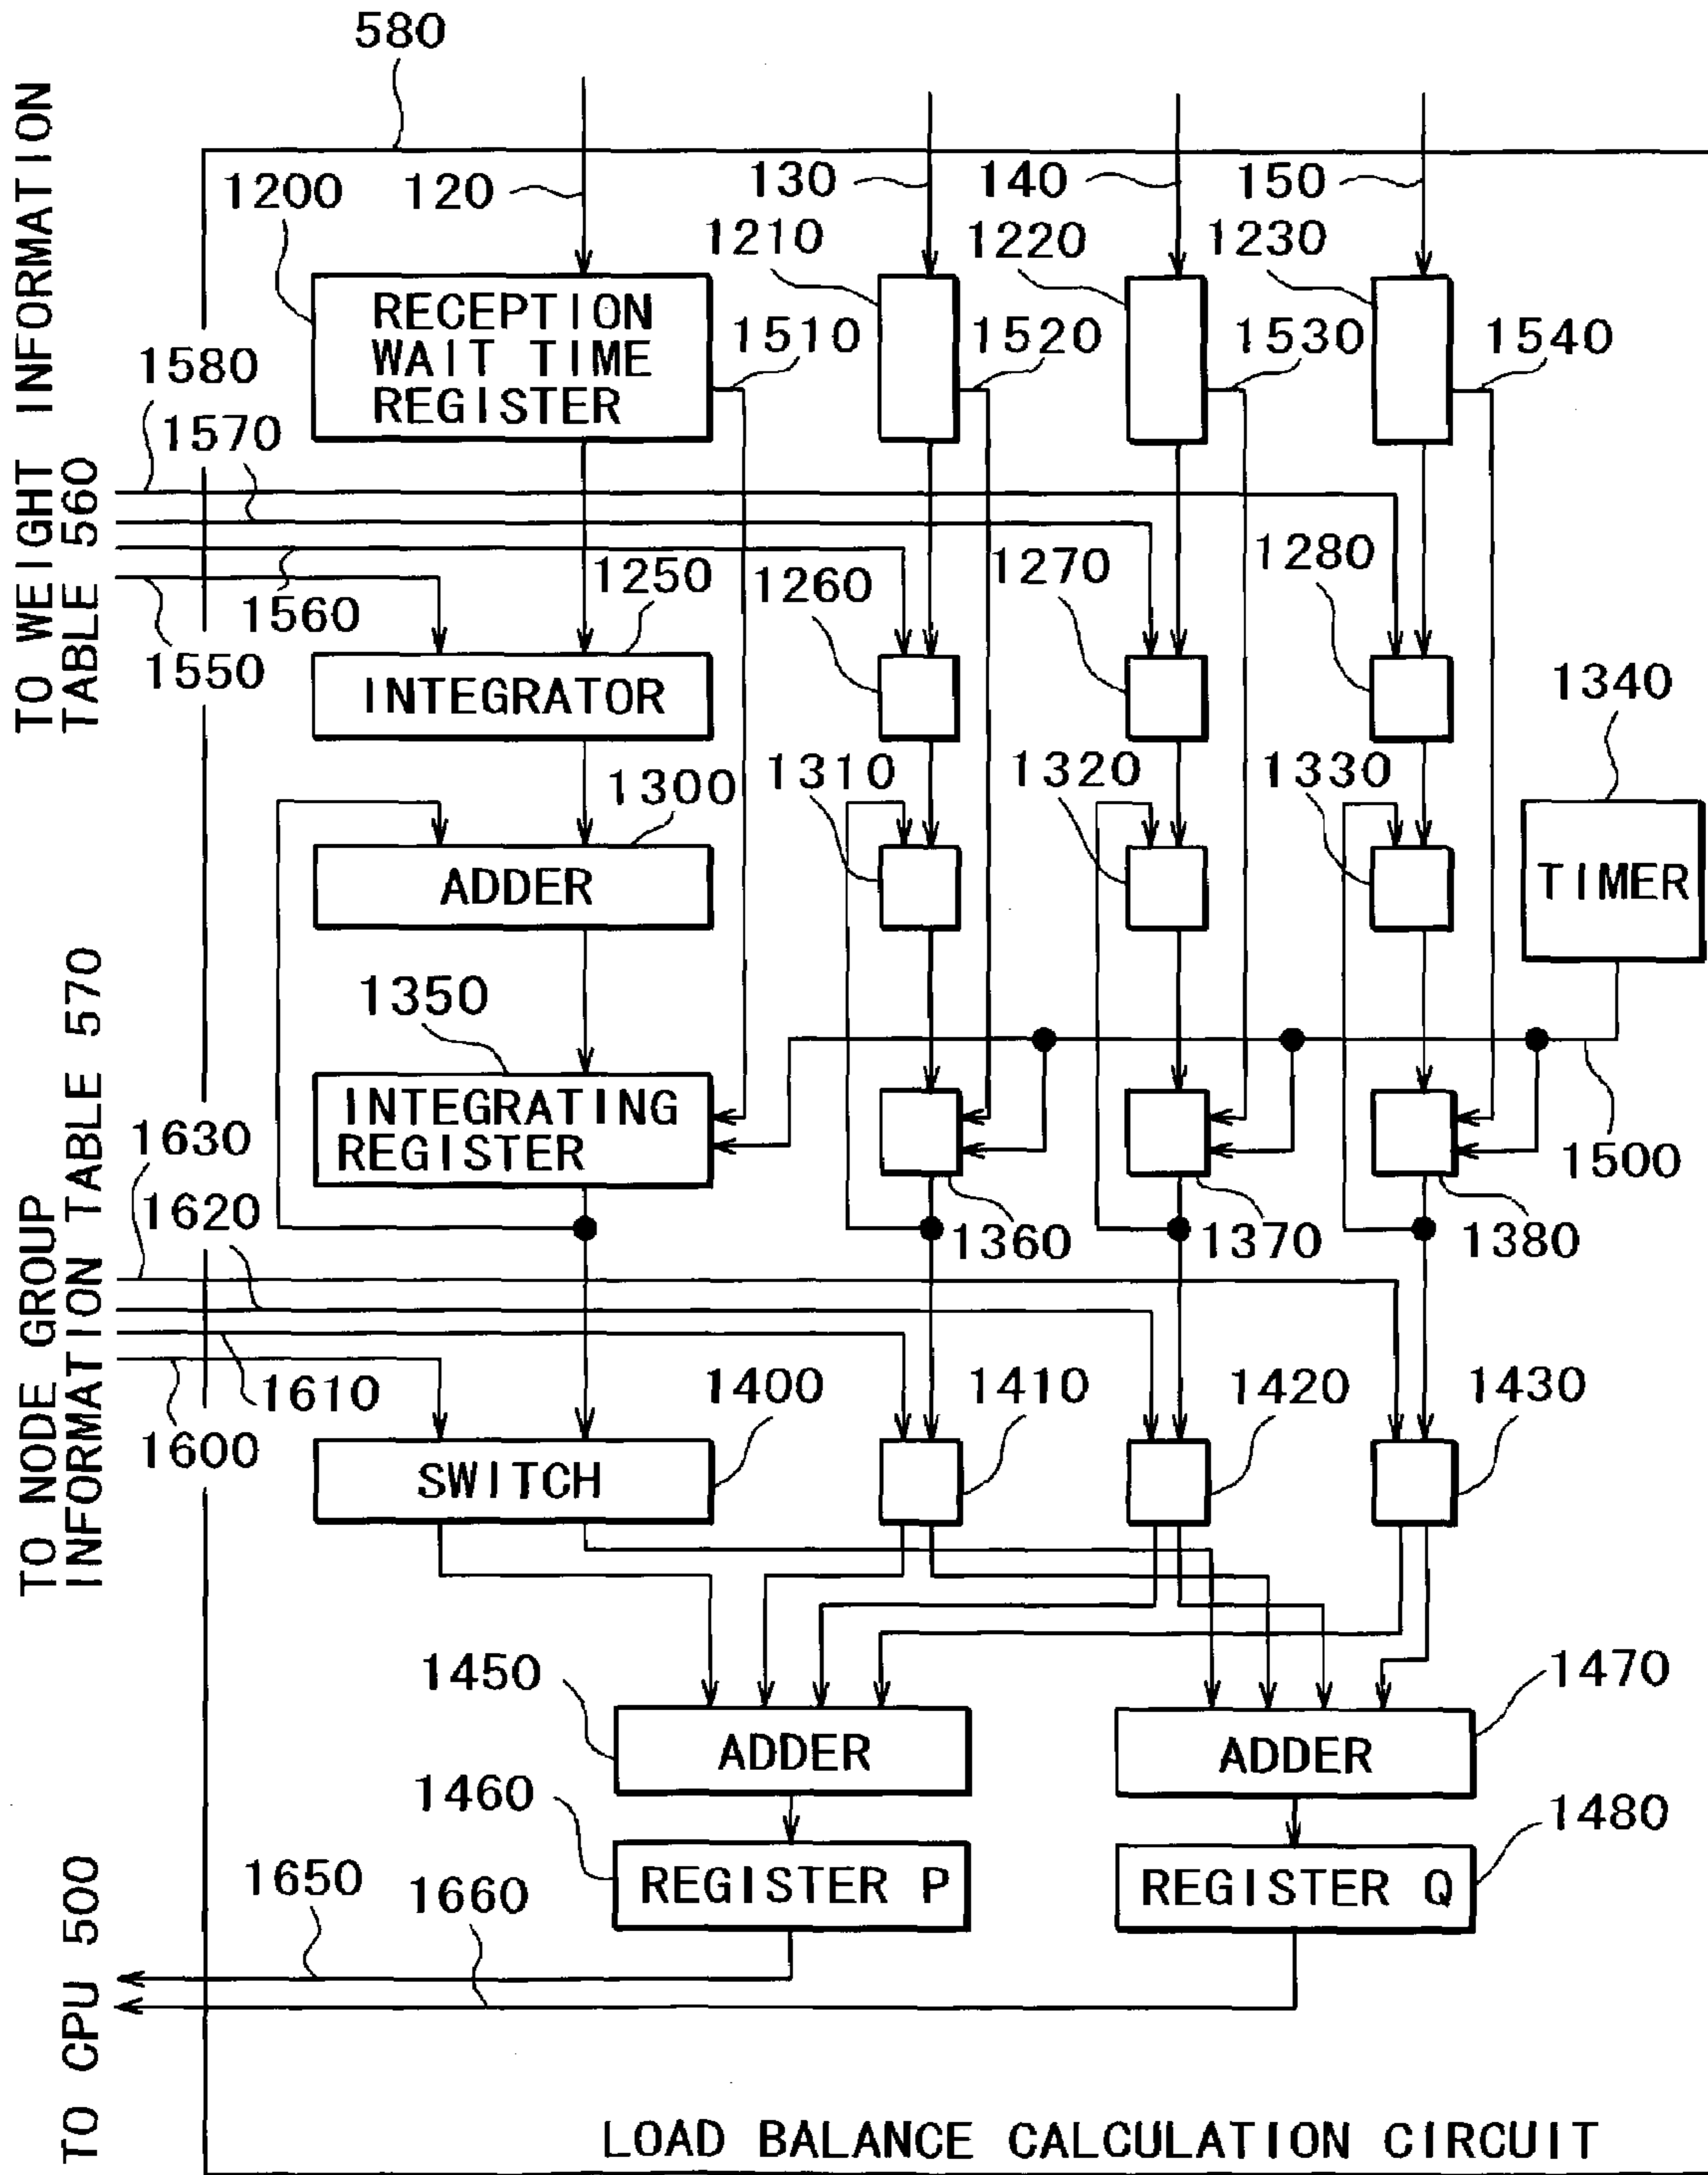 580
TO WEIGHT INFORMATION
TABLE 560
1200
120
130
140
150
1210
1220
1230
RECEPTION
WAIT TIME
REGISTER
1510
1520
1530
1540
1580
1570
1560
1550
1250
1260
1270
1280
INTEGRATOR
1340
1300
1310
1320
1330
ADDER
TIMER
TO NODE GROUP
INFORMATION TABLE 570
1350
INTEGRATING
REGISTER
1500
1630
1620
1360
1370
1380
1610
1600
1400
1410
1420
1430
SWITCH
1450
1470
ADDER
ADDER
1460
1480
REGISTER P
REGISTER Q
1650
1660
TO CPU 500
LOAD BALANCE CALCULATION CIRCUIT